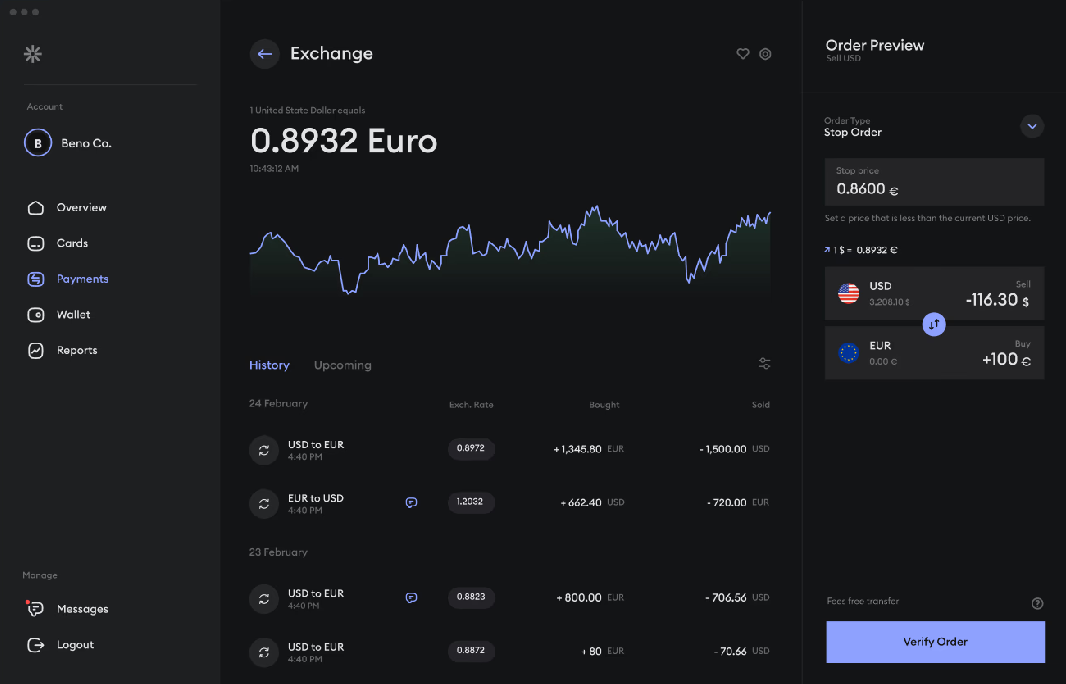 Account
B Beno Co.
Overview
Cards
Payments
Wallet
Reports
Manage
Messages
Logout
Exchange
1 United State Dollar equals
0.8932 Euro
10:43:12 AM
History Upcoming
24 February Exch. Rate Bought Sold
USD to EUR 0.8972 +1,345.80 EUR - 1,500.00 USD
4:40 PM
EUR to USD 1.2032 +662.40 USD - 720.00 EUR
4:40 PM
23 February
USD to EUR 0.8823 + 800.00 EUR - 706.56 USD
4:40 PM
USD to EUR 0.8872 + 80 EUR - 70.66 USD
4:40 PM
Order Preview
Sell USD
Order Type
Stop Order
Stop price
0.8600 €
Set a price that is less than the current USD price.
1 $ = 0.8932 €
USD Sell
3,208.10 $ -116.30 $
EUR Buy
0.00 € +100 €
Fees free transfer
Verify Order